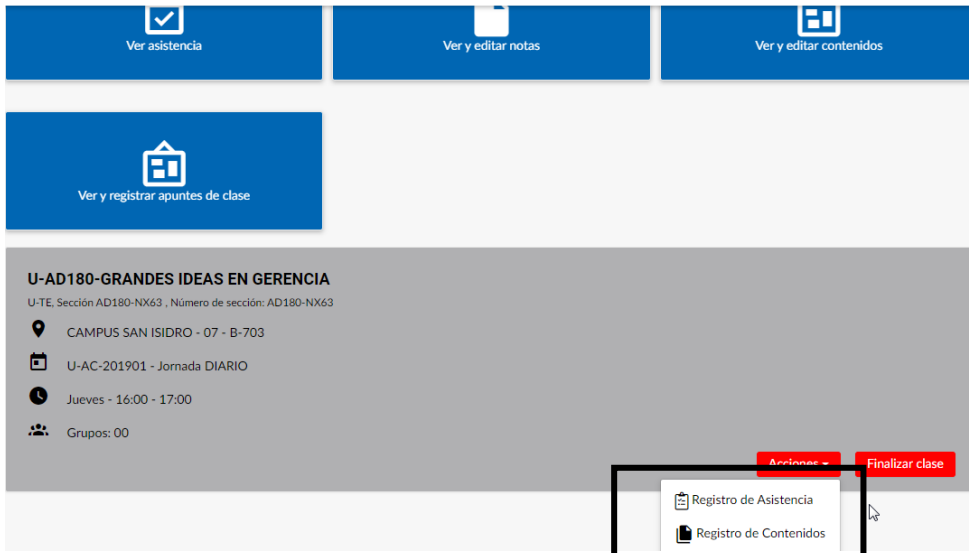 Ver asistencia
Ver y editar notas
Ver y editar contenidos
Ver y registrar apuntes de clase
U-AD180-GRANDES IDEAS EN GERENCIA
U-TE, Sección AD180-NX63 , Número de sección: AD180-NX63
CAMPUS SAN ISIDRO - 07 - B-703
U-AC-201901 - Jornada DIARIO
Jueves - 16:00 - 17:00
Grupos: 00
Acciones
Finalizar clase
Registro de Asistencia
Registro de Contenidos